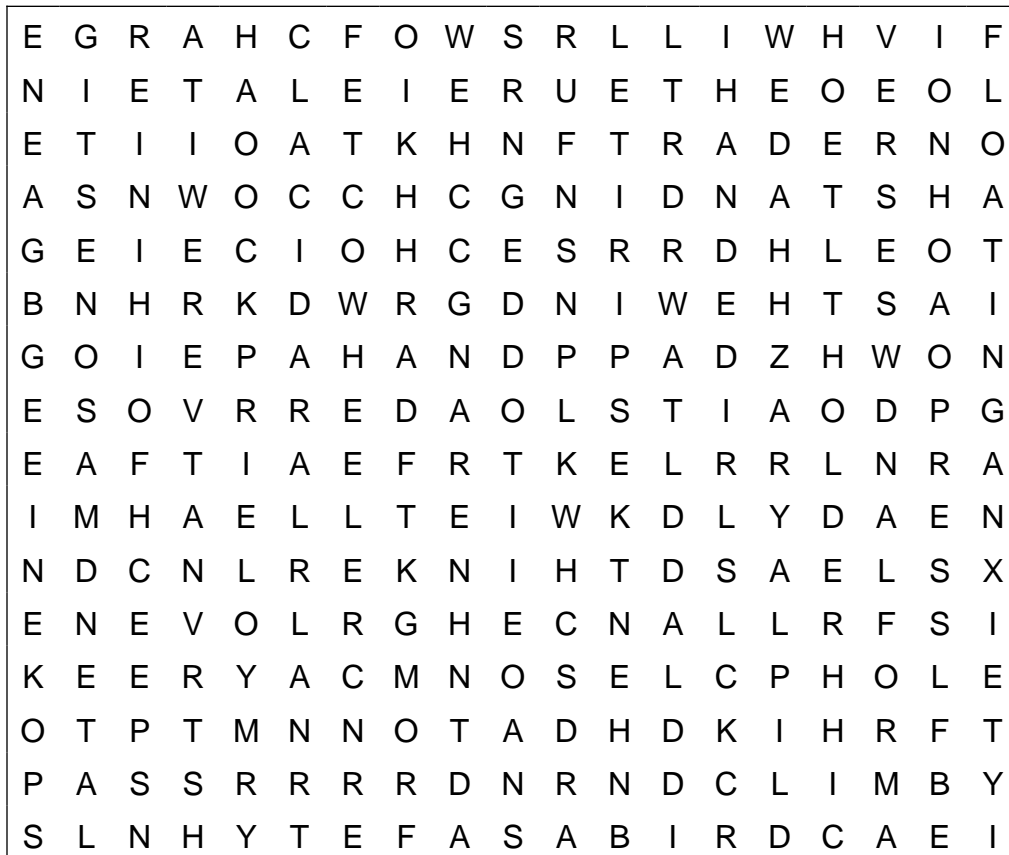 E G R A H C F O W S R L L I W H V I F
N I E T A L E I E R U E T H E O E O L
E T I I O A T K H N F T R A D E R N O
A S N W O C C H C G N I D N A T S H A
G E I E C I O H C E S R R D H L E O T
B N H R K D W R G D N I W E H T S A I
G O I E P A H A N D P P A D Z H W O N
E S O V R R E D A O L S T I A O D P G
E A F T I A E F R T K E L R R L N R A
I M H A E L L T E I W K D L Y D A E N
N D C N L R E K N I H T D S A E L S X
E N E V O L R G H E C N A L L R F S I
K E E R Y A C M N O S E L C P H O L E
O T P T M N N O T A D H D K I H R F T
P A S S R R R R D N R N D C L I M B Y
S L N H Y T E F A S A B I R D C A E I